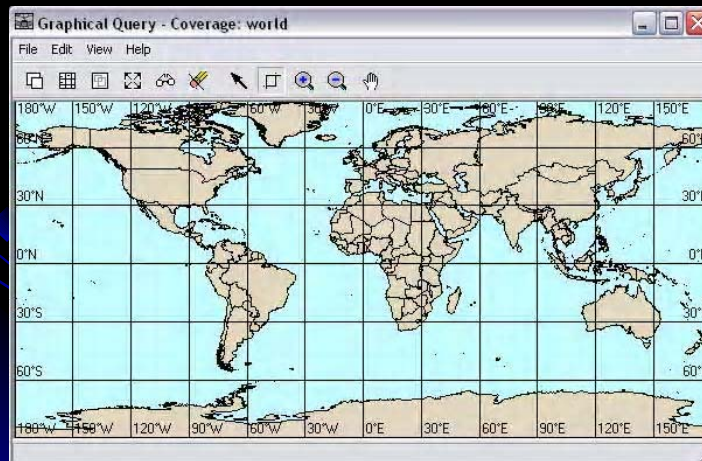 Graphical Query - Coverage: world
File Edit View Help
180°W 150°W 120°W 60°W 30°W 0°E 30°E 60°E 90°E 120°E 150°E
60°N 60°
30°N 30°
0°N 0°
30°S 30°
60°S 60°
180°W 150°W 120°W 90°W 60°W 30°W 0°E 30°E 60°E 90°E 120°E 150°E